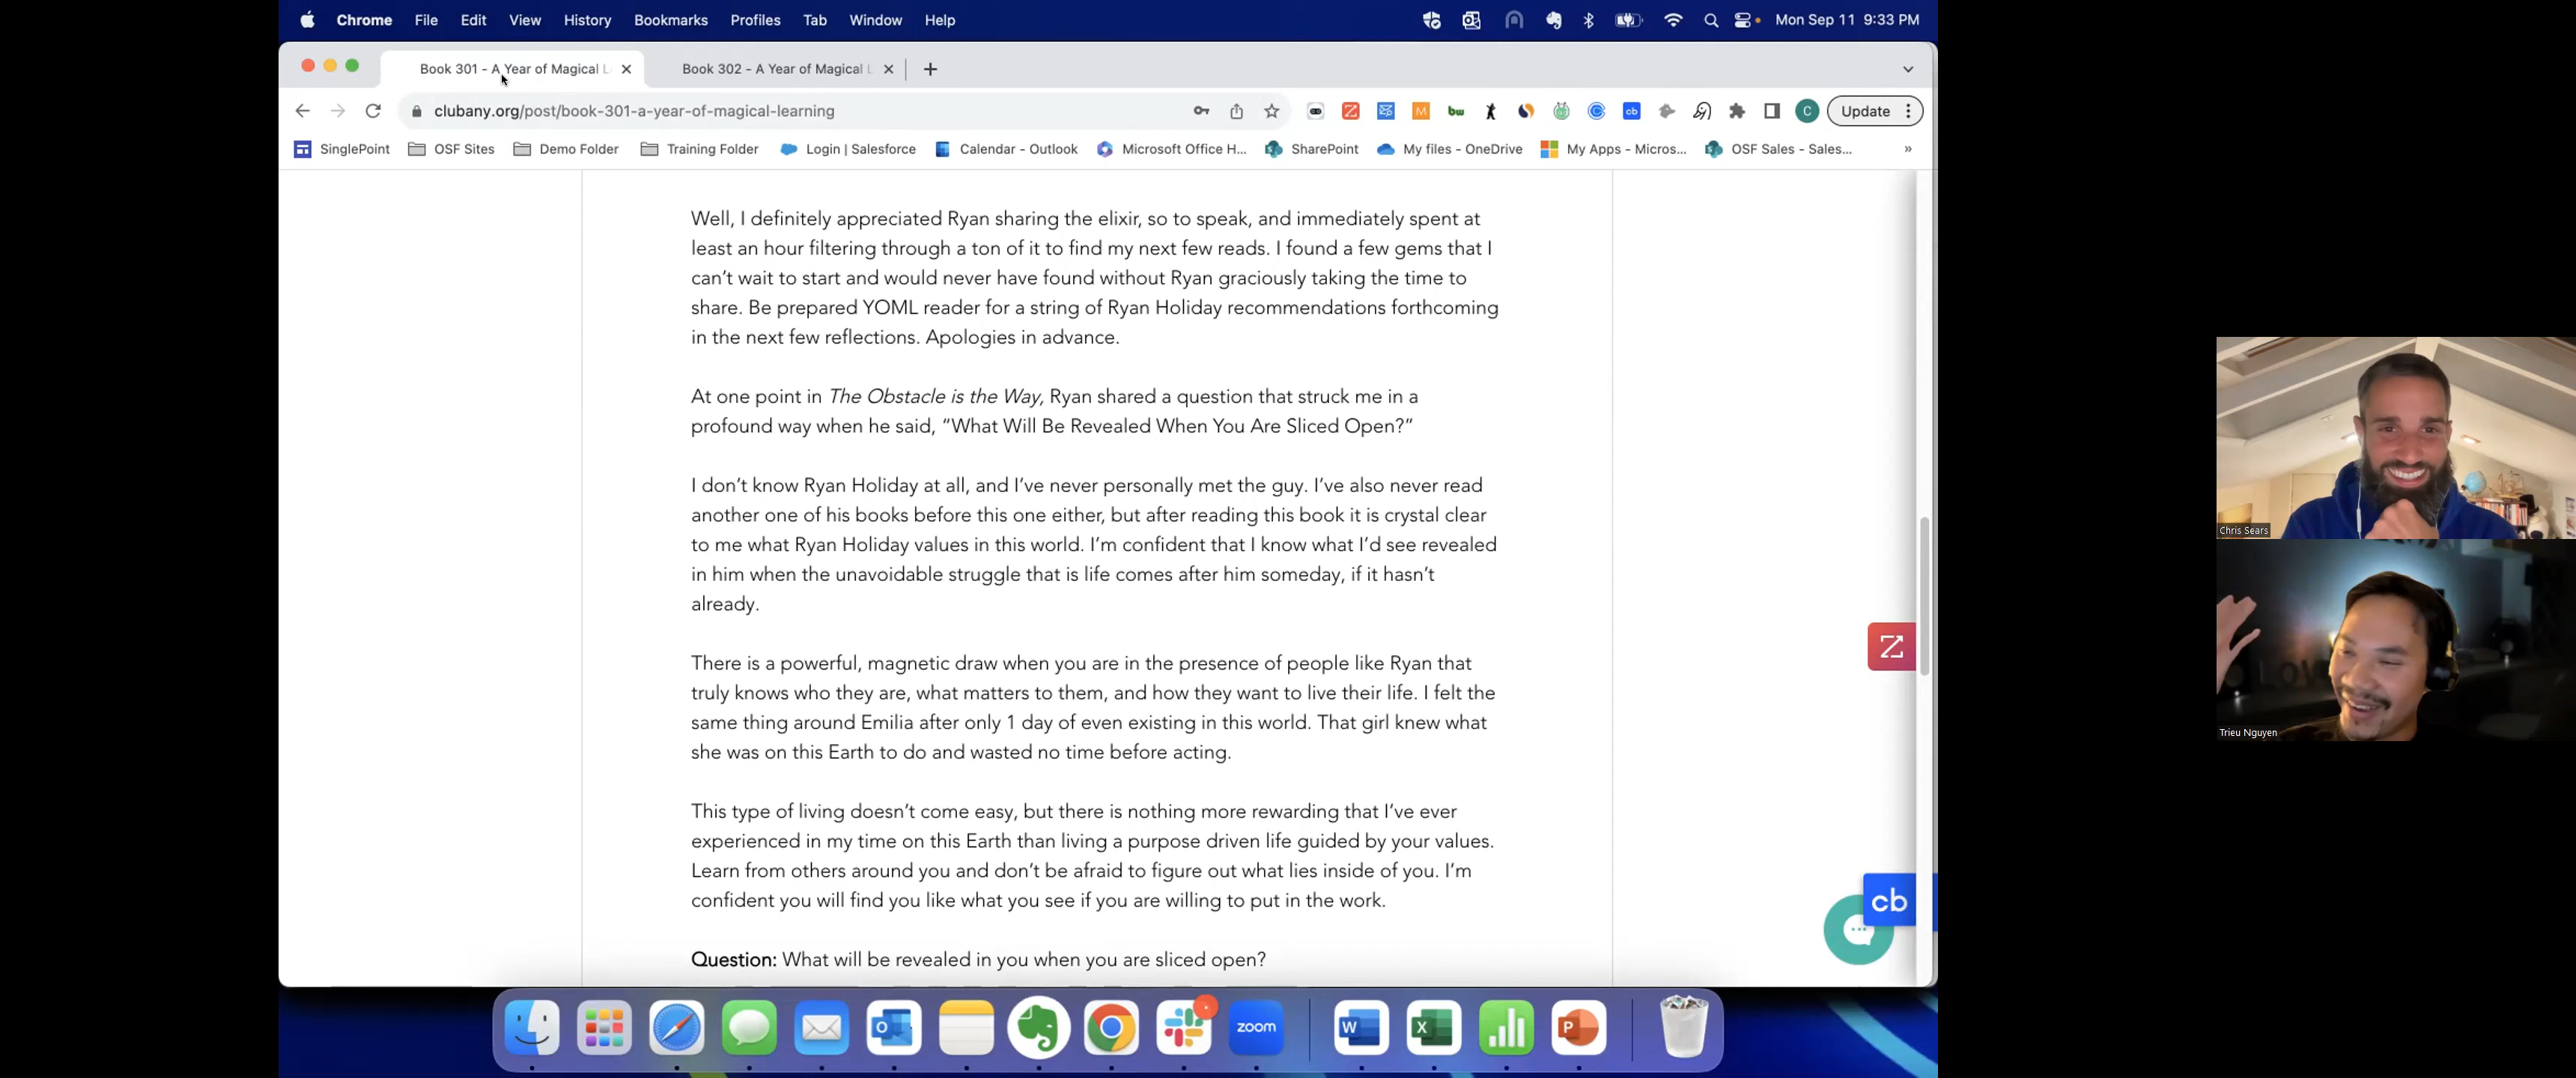 Chrome File Edit View History Bookmarks Profiles Tab Window Help Mon Sep 11 9:33 PM
Book 301 - A Year of Magical L Book 302 - A Year of Magical L
clubany.org/post/book-301-a-year-of-magical-learning M bw cb C Update
SinglePoint OSF Sites Demo Folder Training Folder Login | Salesforce Calendar - Outlook Microsoft Office H... SharePoint My files - OneDrive My Apps - Micros... OSF Sales - Sales... »
Well, I definitely appreciated Ryan sharing the elixir, so to speak, and immediately spent at
least an hour filtering through a ton of it to find my next few reads. I found a few gems that I
can't wait to start and would never have found without Ryan graciously taking the time to
share. Be prepared YOML reader for a string of Ryan Holiday recommendations forthcoming
in the next few reflections. Apologies in advance.
At one point in The Obstacle is the Way, Ryan shared a question that struck me in a
profound way when he said, “What Will Be Revealed When You Are Sliced Open?”
I don't know Ryan Holiday at all, and I've never personally met the guy. I've also never read
another one of his books before this one either, but after reading this book it is crystal clear
to me what Ryan Holiday values in this world. I'm confident that I know what I'd see revealed
in him when the unavoidable struggle that is life comes after him someday, if it hasn't
already.
There is a powerful, magnetic draw when you are in the presence of people like Ryan that
truly knows who they are, what matters to them, and how they want to live their life. I felt the
same thing around Emilia after only 1 day of even existing in this world. That girl knew what
she was on this Earth to do and wasted no time before acting.
This type of living doesn't come easy, but there is nothing more rewarding that I've ever
experienced in my time on this Earth than living a purpose driven life guided by your values.
Learn from others around you and don't be afraid to figure out what lies inside of you. I'm
confident you will find you like what you see if you are willing to put in the work.
Question: What will be revealed in you when you are sliced open?
cb
zoom
W X P
Chris Sears
Trieu Nguyen